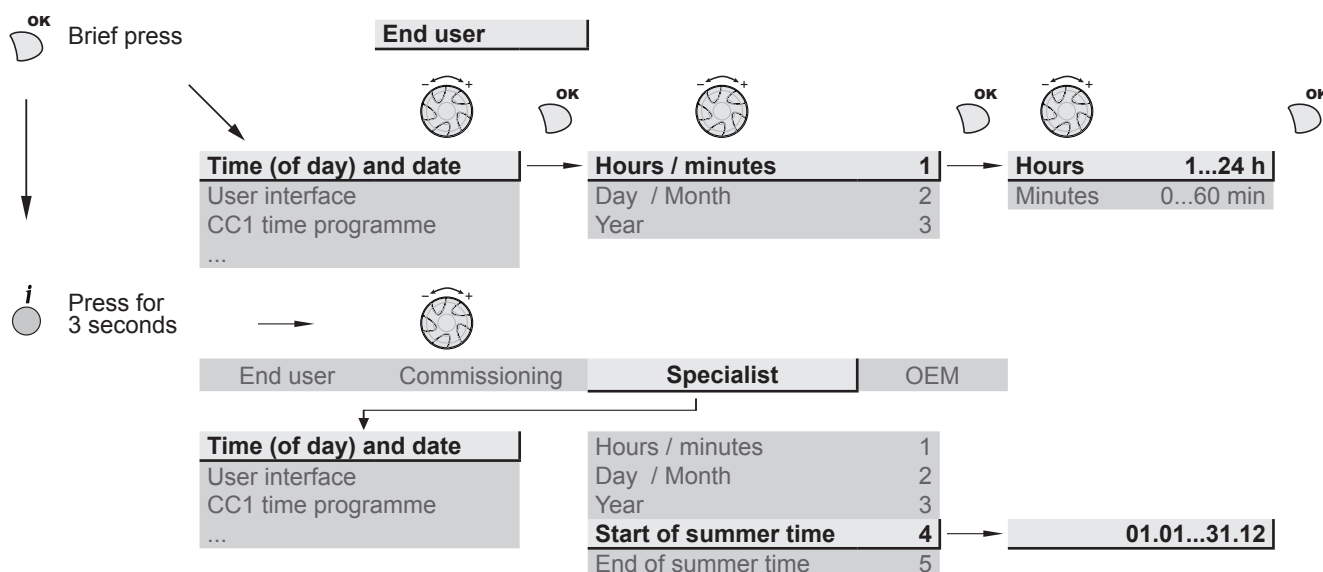 OK
Brief press
End user
OK
OK
OK
Time (of day) and date
User interface
CC1 time programme
...
Hours / minutes 1
Day / Month 2
Year 3
Hours 1...24 h
Minutes 0...60 min
i
Press for
3 seconds
- +
End user Commissioning Specialist OEM
Time (of day) and date
User interface
CC1 time programme
...
Hours / minutes 1
Day / Month 2
Year 3
Start of summer time 4
End of summer time 5
01.01...31.12